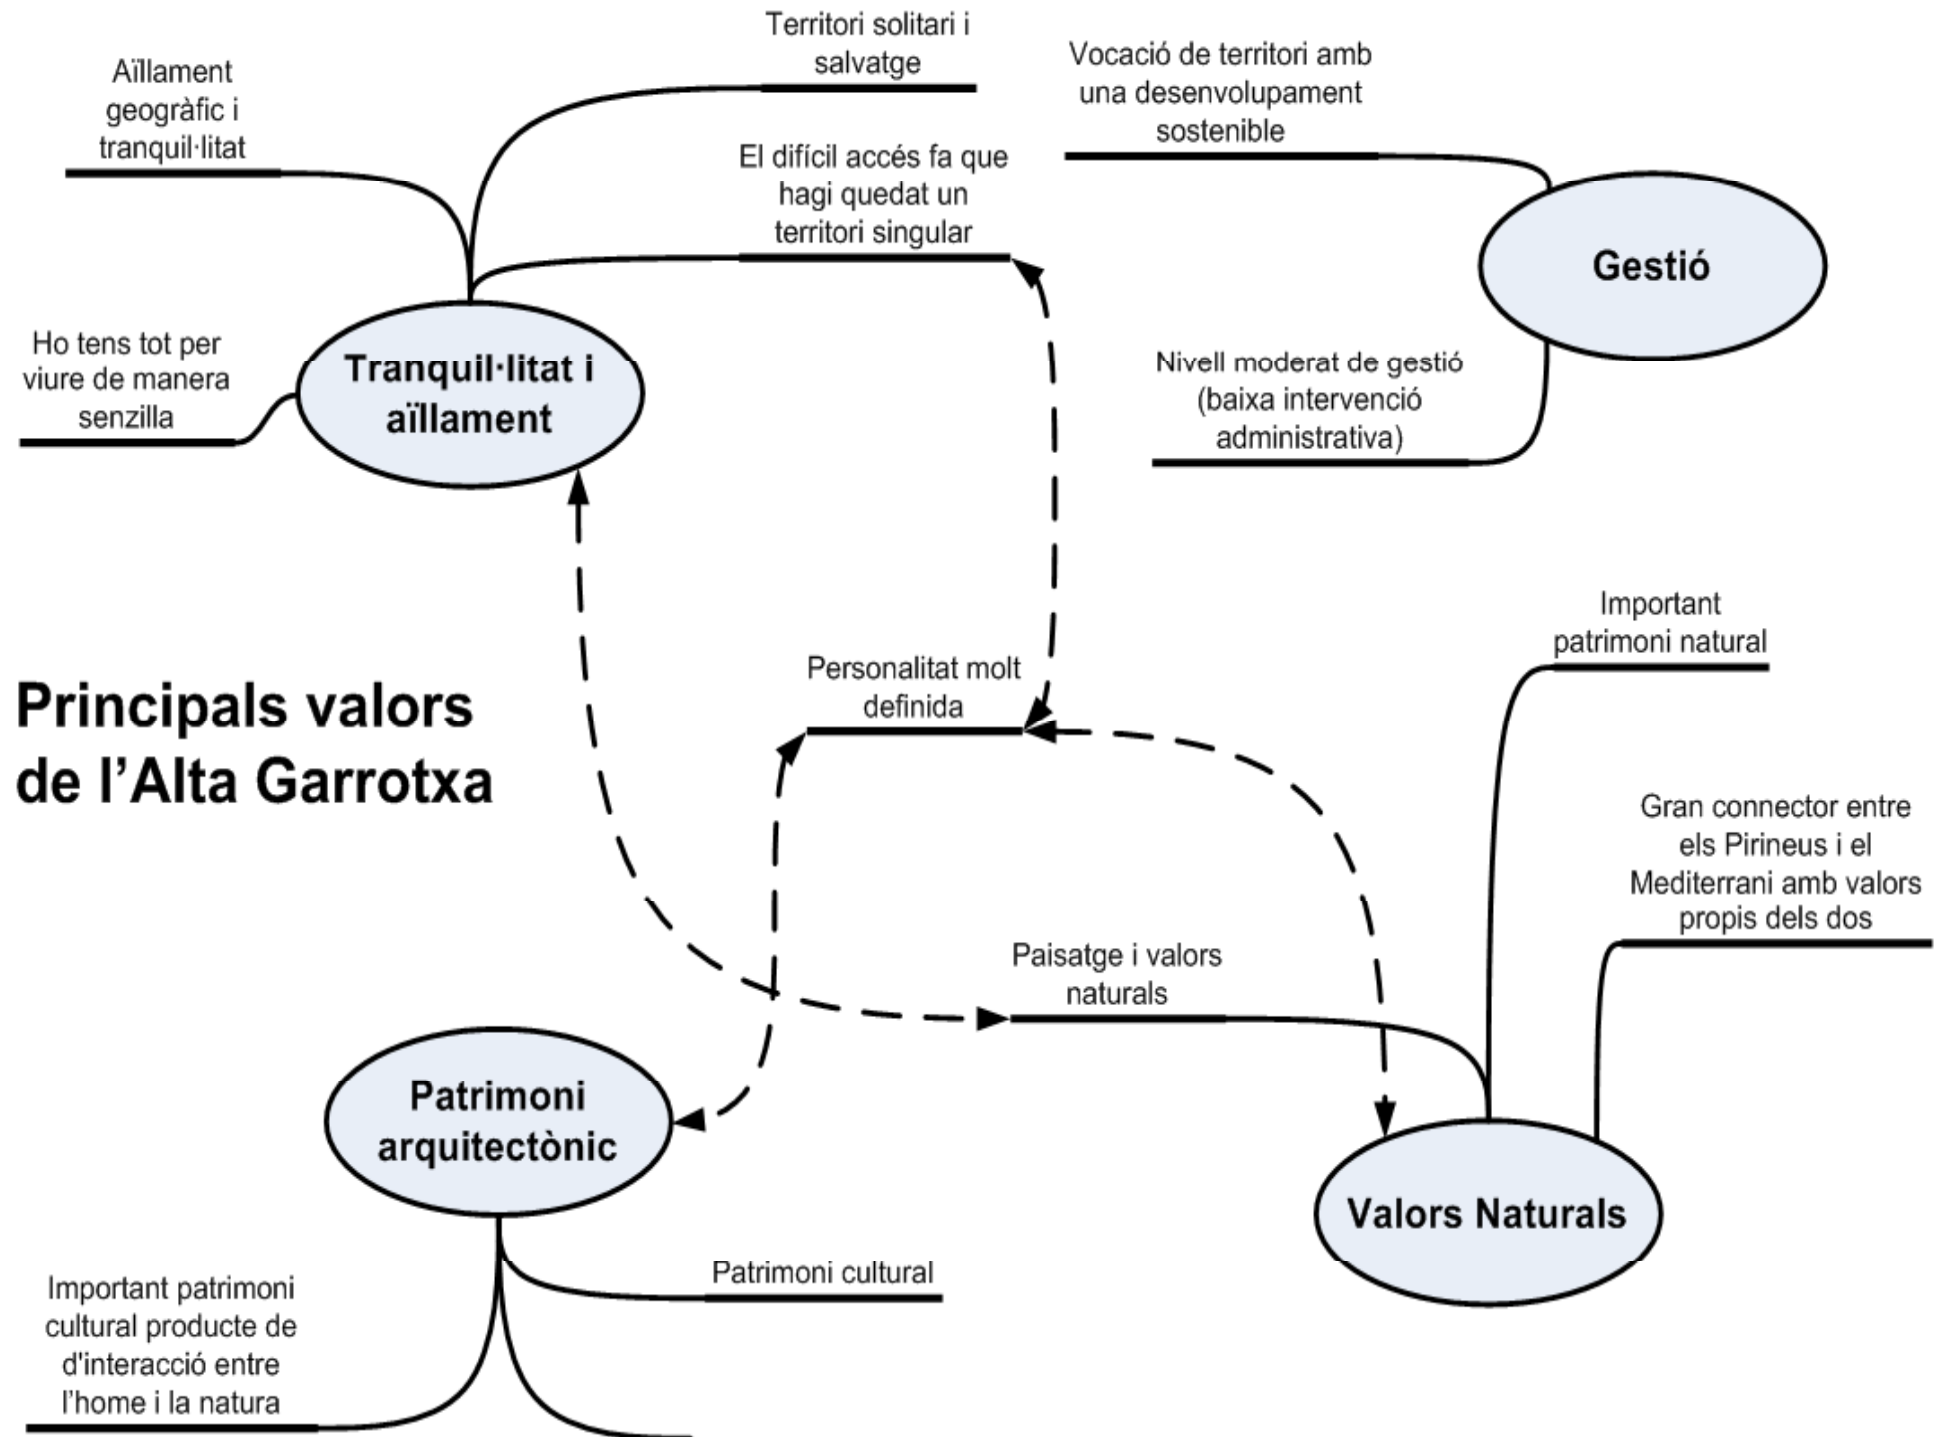 Territori solitari i
salvatge
Aïllament
geogràfic i
tranquil·litat
Vocació de territori amb
una desenvolupament
sostenible
El difícil accés fa que
hagi quedat un
territori singular
Gestió
Ho tens tot per
viure de manera
senzilla
Tranquil·litat i
aïllament
Nivell moderat de gestió
(baixa intervenció
administrativa)
Important
patrimoni natural
Personalitat molt
definida
Principals valors
de l'Alta Garrotxa
Gran connector entre
els Pirineus i el
Mediterrani amb valors
propis dels dos
Paisatge i valors
naturals
Patrimoni
arquitectònic
Valors Naturals
Patrimoni cultural
Important patrimoni
cultural producte de
d'interacció entre
l'home i la natura